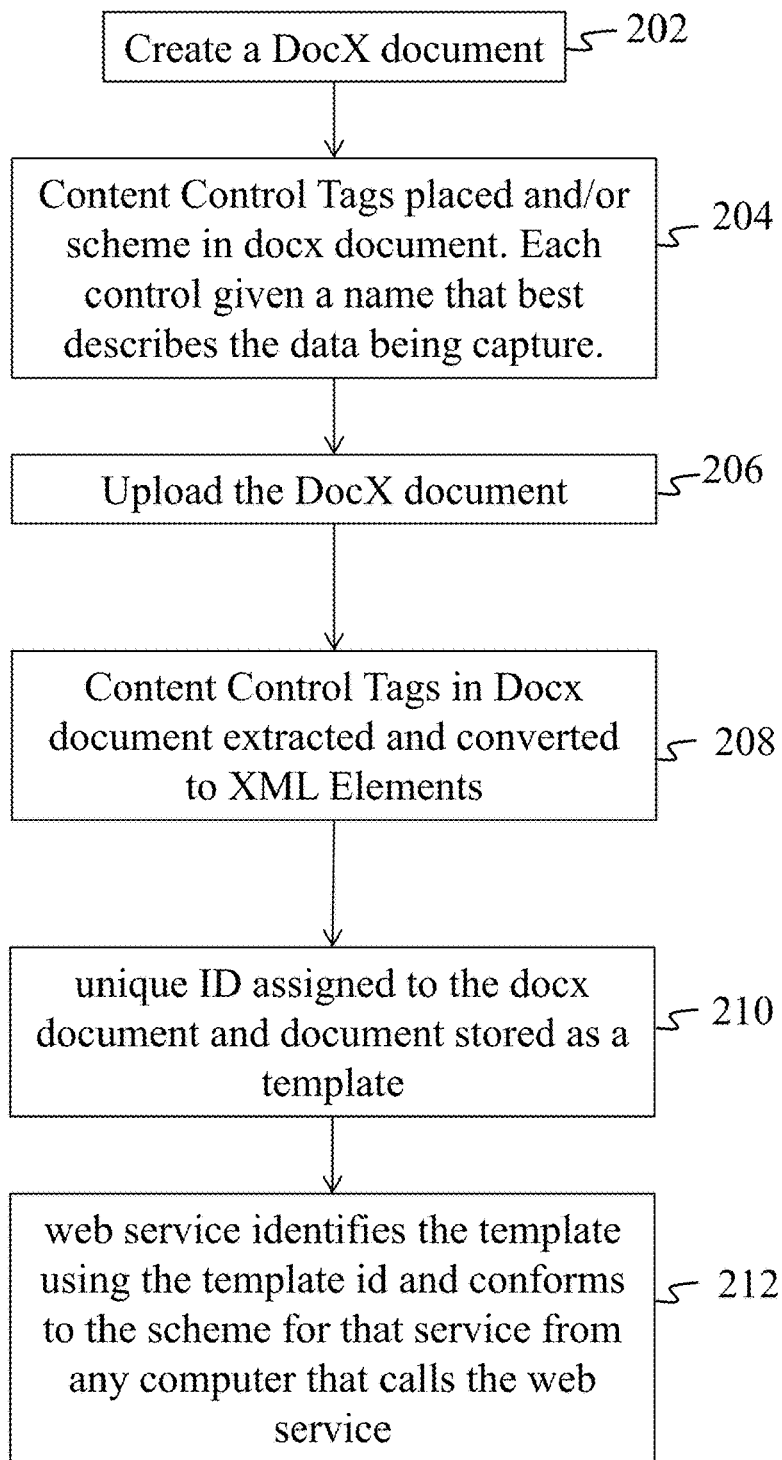 Create a DocX document
202
Content Control Tags placed and/or
scheme in docx document. Each
control given a name that best
describes the data being capture.
204
Upload the DocX document
206
Content Control Tags in Docx
document extracted and converted
to XML Elements
208
unique ID assigned to the docx
document and document stored as a
template
210
web service identifies the template
using the template id and conforms
to the scheme for that service from
any computer that calls the web
service
212